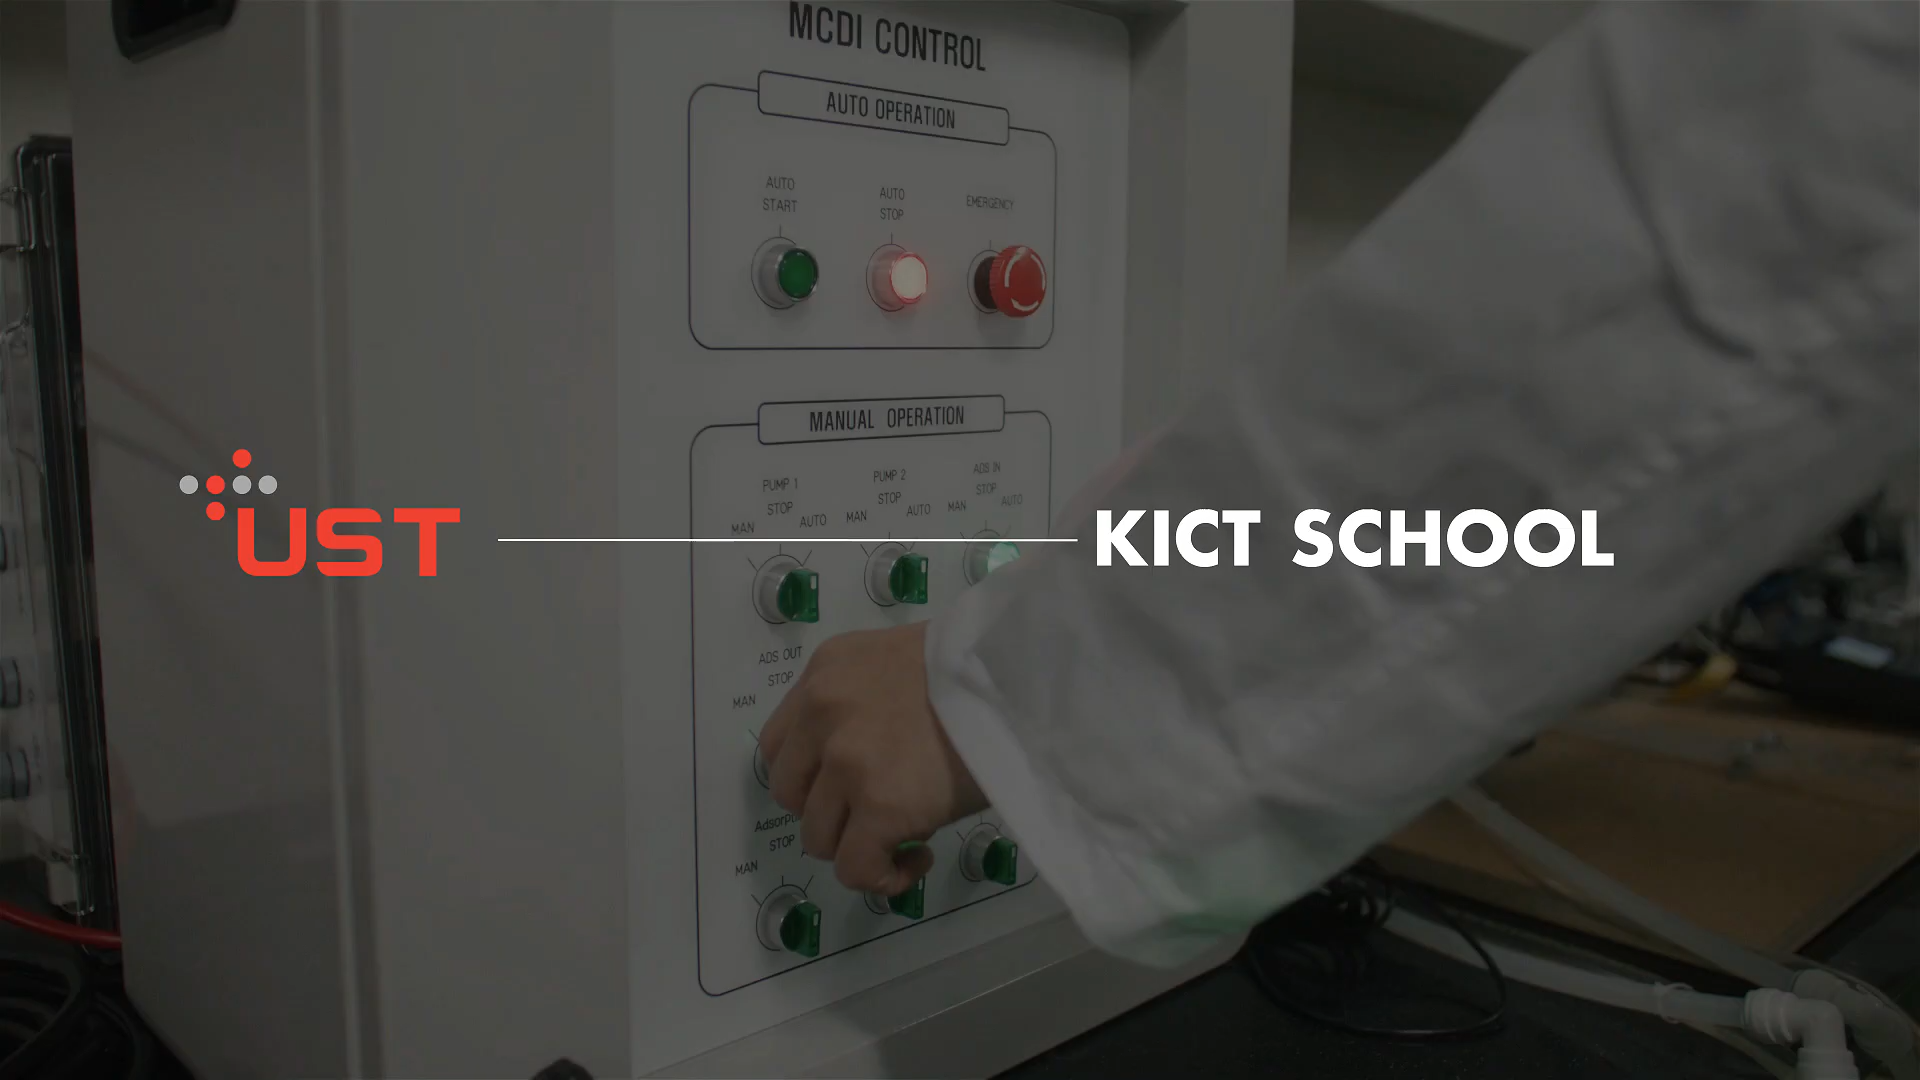 MCDI CONTROL
AUTO OPERATION
AUTO
START
AUTO
STOP
EMERGENCY
MANUAL OPERATION
PUMP 1
STOP
MAN
AUTO
PUMP 2
STOP
MAN
AUTO
ADS IN
STOP
MAN
AUTO
UST
KICT SCHOOL
ADS OUT
STOP
MAN
STOP
MAN